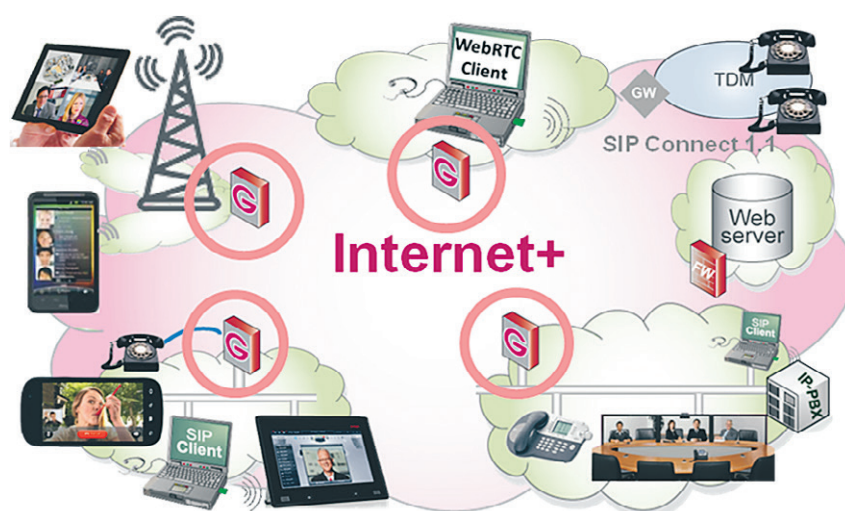 WebRTC
Client
TDM
GW
SIP Connect 1.1
G
G
Web
server
Internet+
FW
G
G
SIP
Client
IP-PBX
SIP
Client